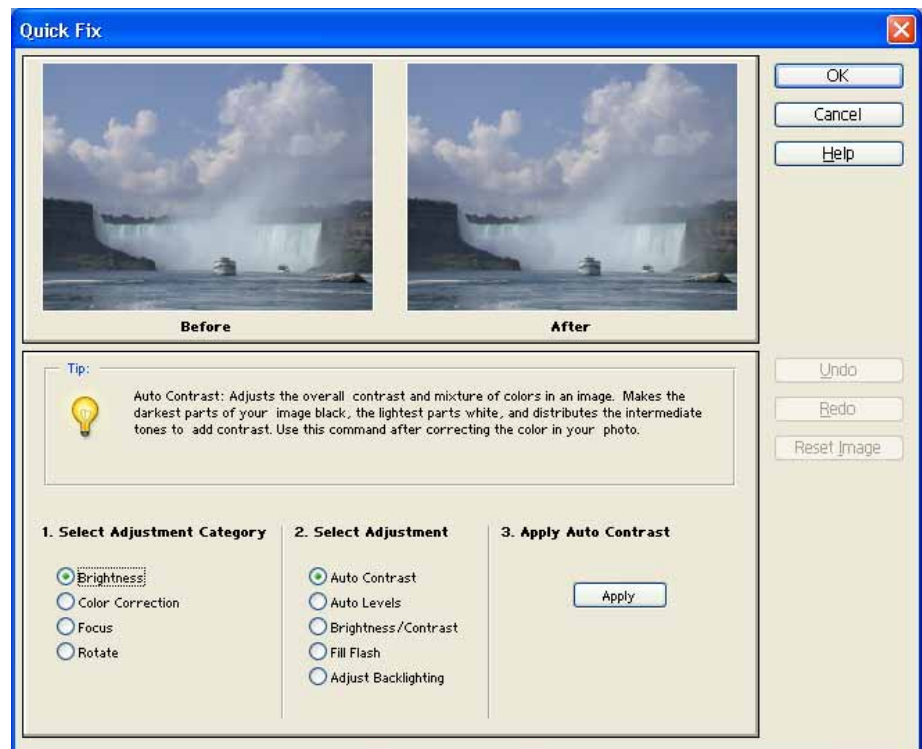 Quick Fix
OK
Cancel
Help
Before
After
Tip:
Auto Contrast: Adjusts the overall contrast and mixture of colors in an image. Makes the
darkest parts of your image black, the lightest parts white, and distributes the intermediate
tones to add contrast. Use this command after correcting the color in your photo.
Undo
Redo
Reset Image
1. Select Adjustment Category
Brightness
Color Correction
Focus
Rotate
2. Select Adjustment
Auto Contrast
Auto Levels
Brightness/Contrast
Fill Flash
Adjust Backlighting
3. Apply Auto Contrast
Apply